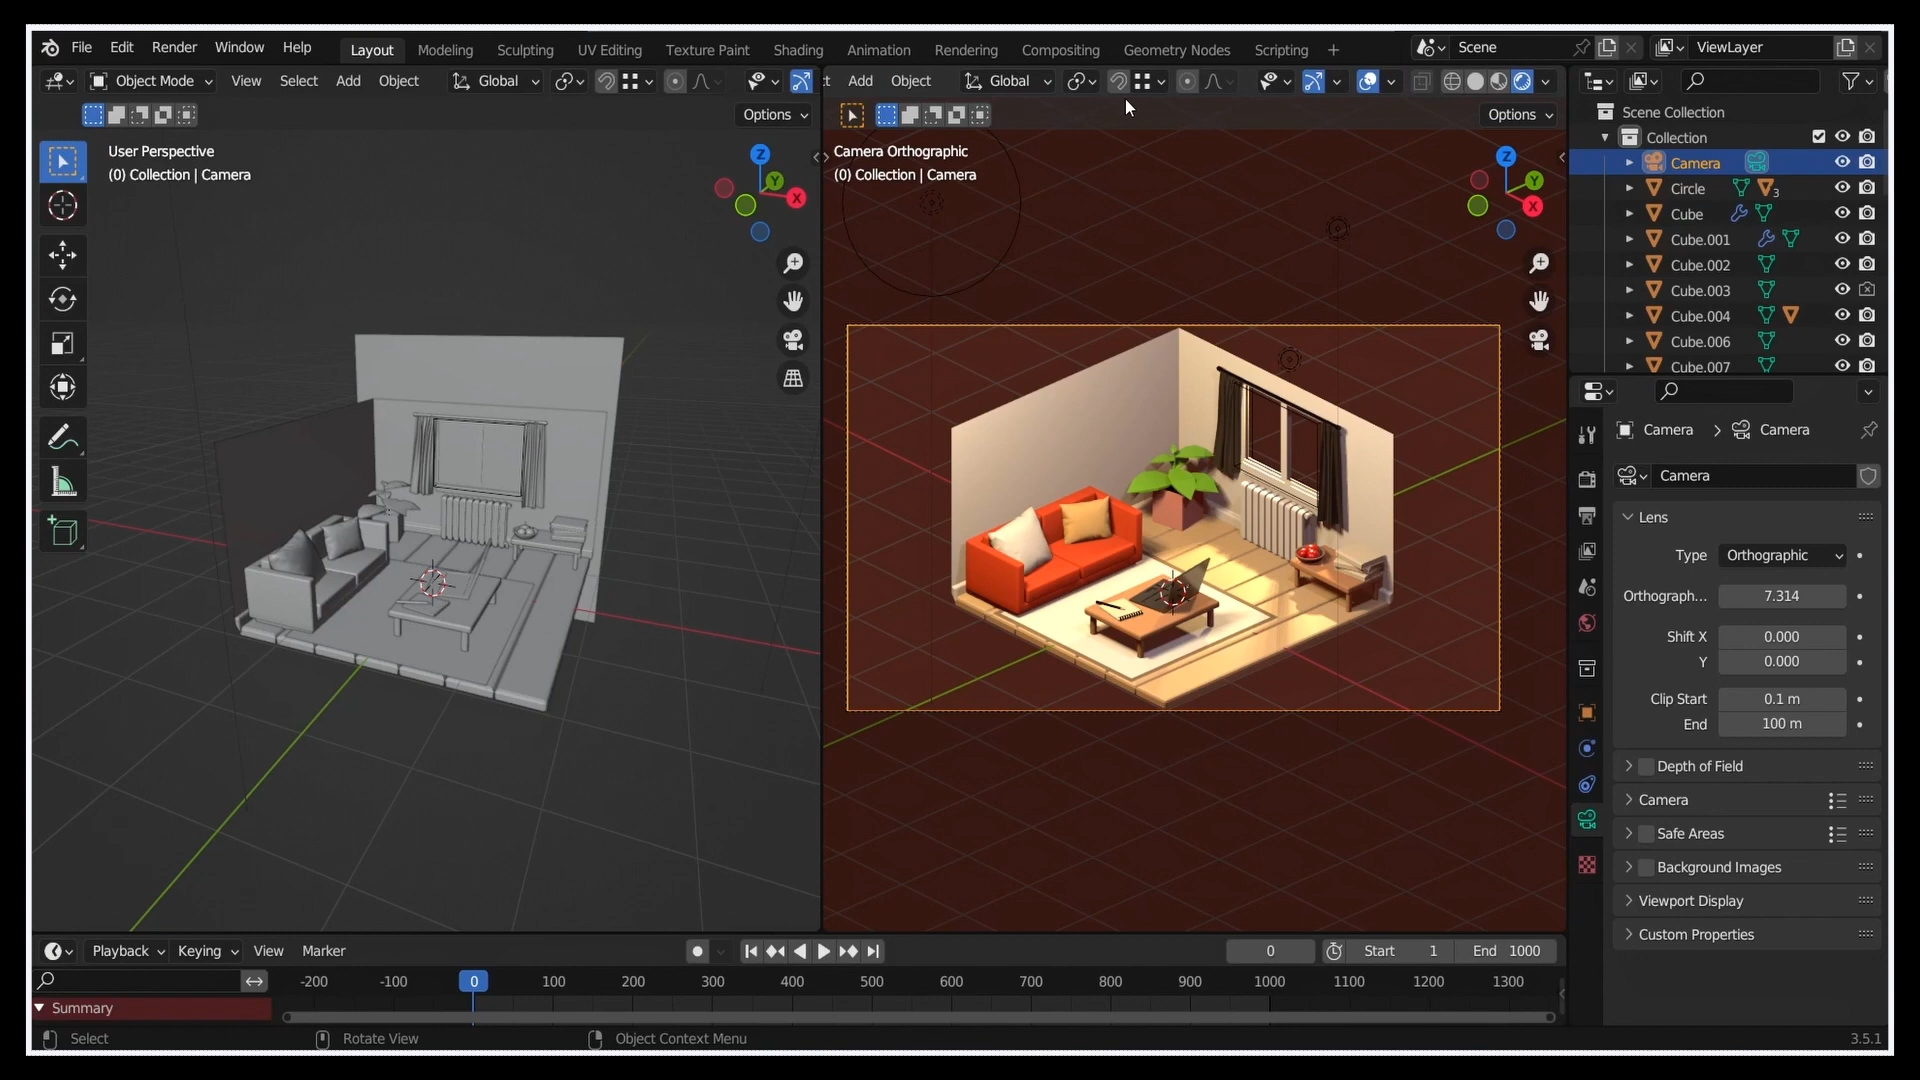 File Edit Render Window Help Layout Modeling Sculpting UV Editing Texture Paint Shading Animation Rendering Compositing Geometry Nodes Scripting + Scene ViewLayer
Object Mode View Select Add Object Global ct Add Object Global
Options Options
Scene Collection
Collection
User Perspective Camera Orthographic
(0) Collection | Camera (0) Collection | Camera
Z Y X Z Y X
Camera
Circle 3
Cube
Cube.001
Cube.002
Cube.003
Cube.004
Cube.006
Cube.007
Camera > Camera
Camera
Lens
Type Orthographic
Orthograph... 7.314
Shift X 0.000
Y 0.000
Clip Start 0.1 m
End 100 m
Depth of Field
Camera
Safe Areas
Background Images
Viewport Display
Custom Properties
Playback Keying View Marker 0 Start 1 End 1000
-200 -100 0 100 200 300 400 500 600 700 800 900 1000 1100 1200 1300
Summary
Select Rotate View Object Context Menu 3.5.1